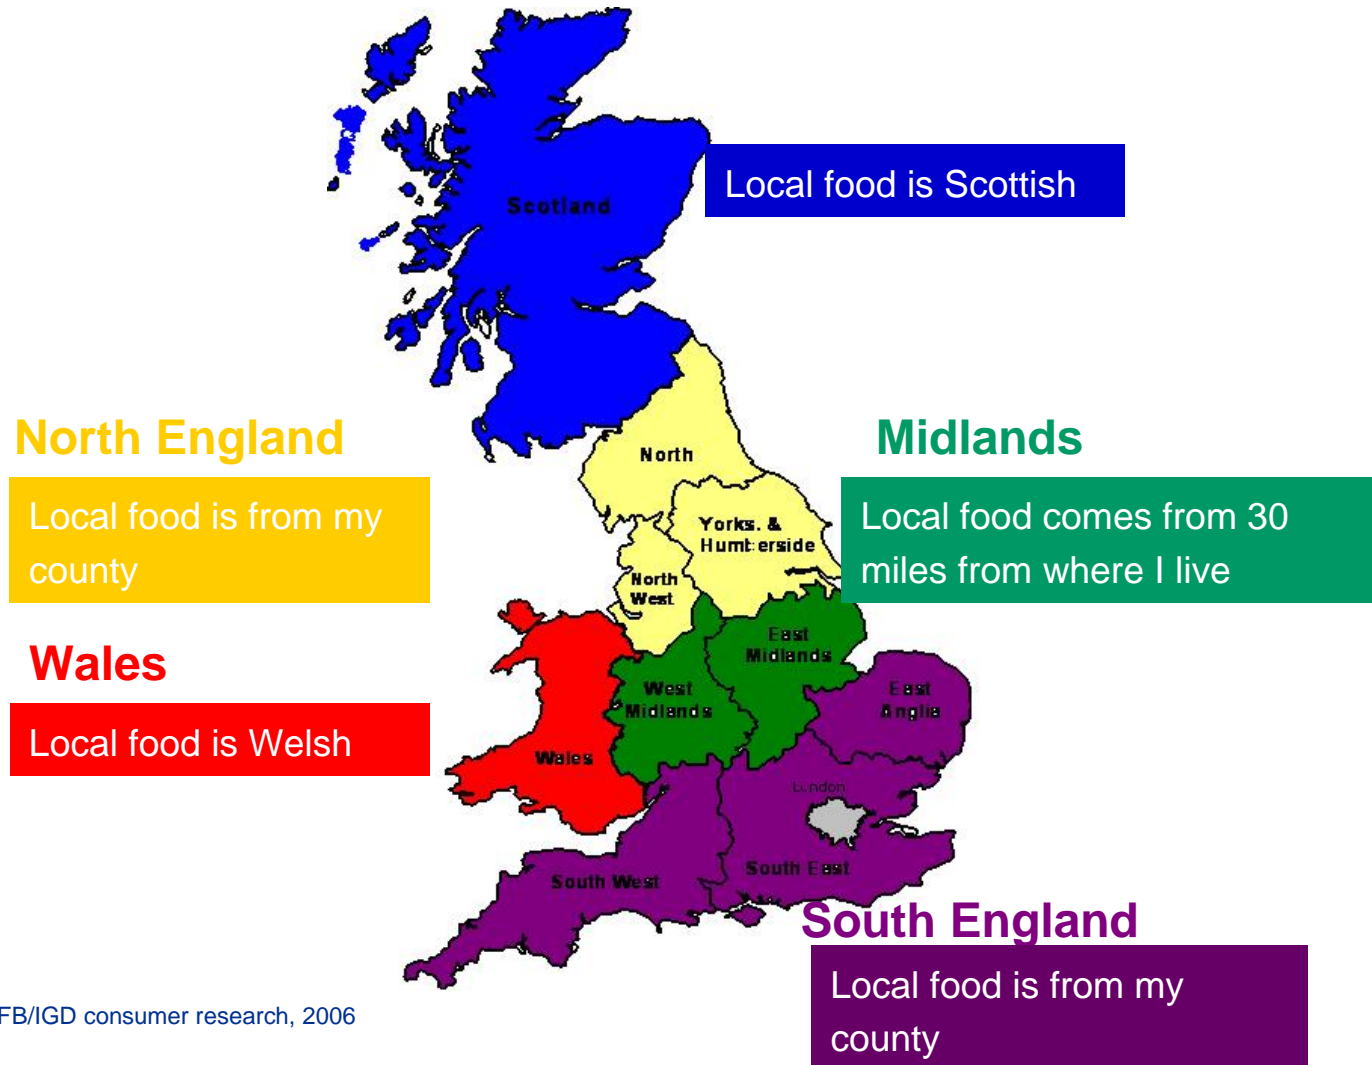 Local food is Scottish
Scotland
North England
Midlands
Local food is from my
county
Local food comes from 30
miles from where I live
North
Yorks. &
Humberside
North
West
East
Midlands
Wales
Local food is Welsh
West
Midlands
East
Anglia
Wales
London
South West
South East
South England
Local food is from my
county
FB/IGD consumer research, 2006